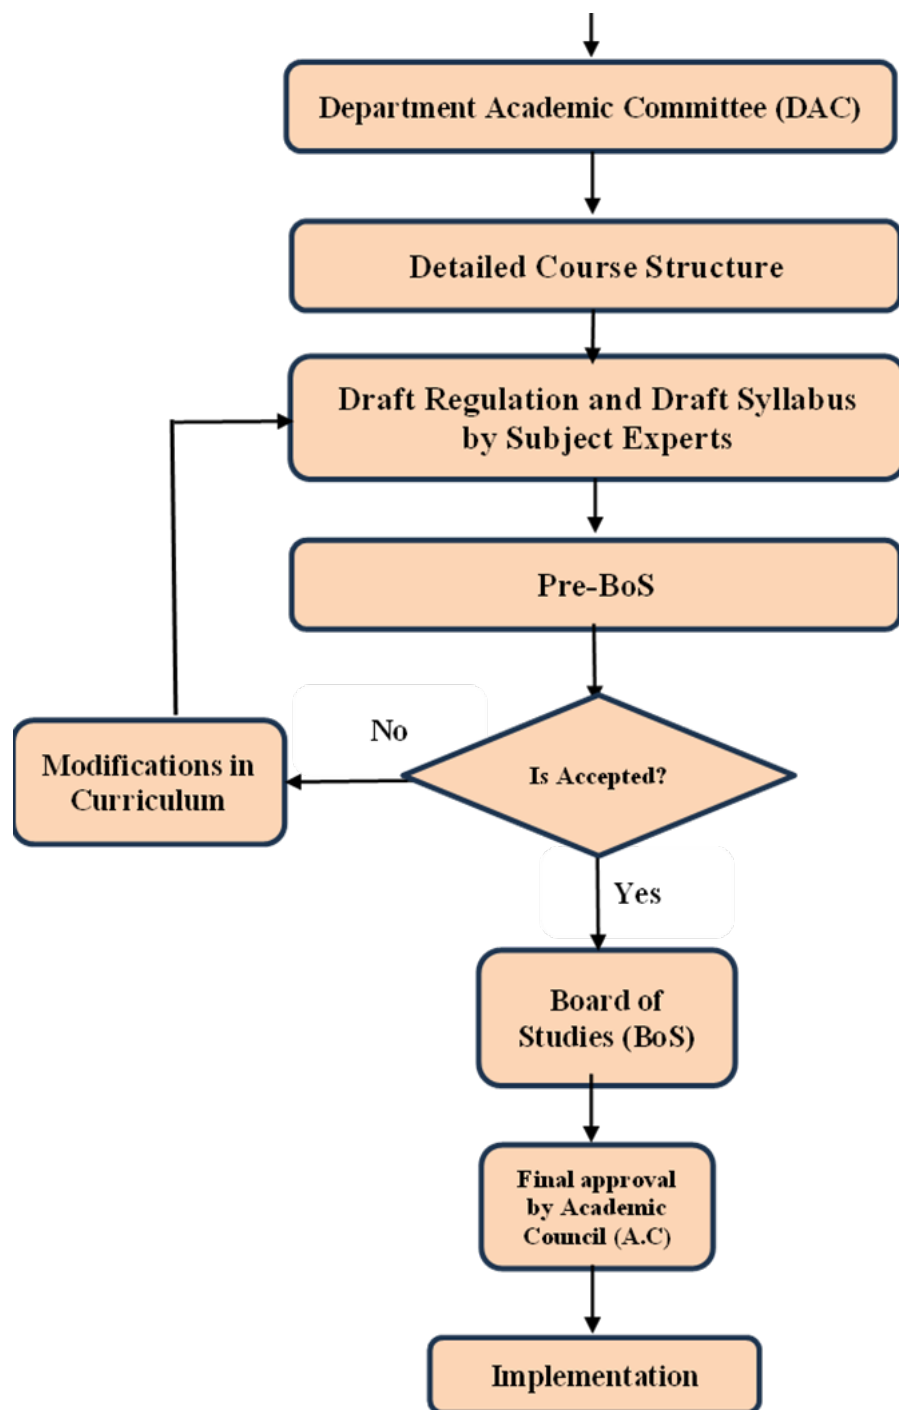 Department Academic Committee (DAC)
Detailed Course Structure
Draft Regulation and Draft Syllabus
by Subject Experts
Pre-BoS
No
Modifications in
Curriculum
Is Accepted?
Yes
Board of
Studies (BoS)
Final approval
by Academic
Council (A.C)
Implementation